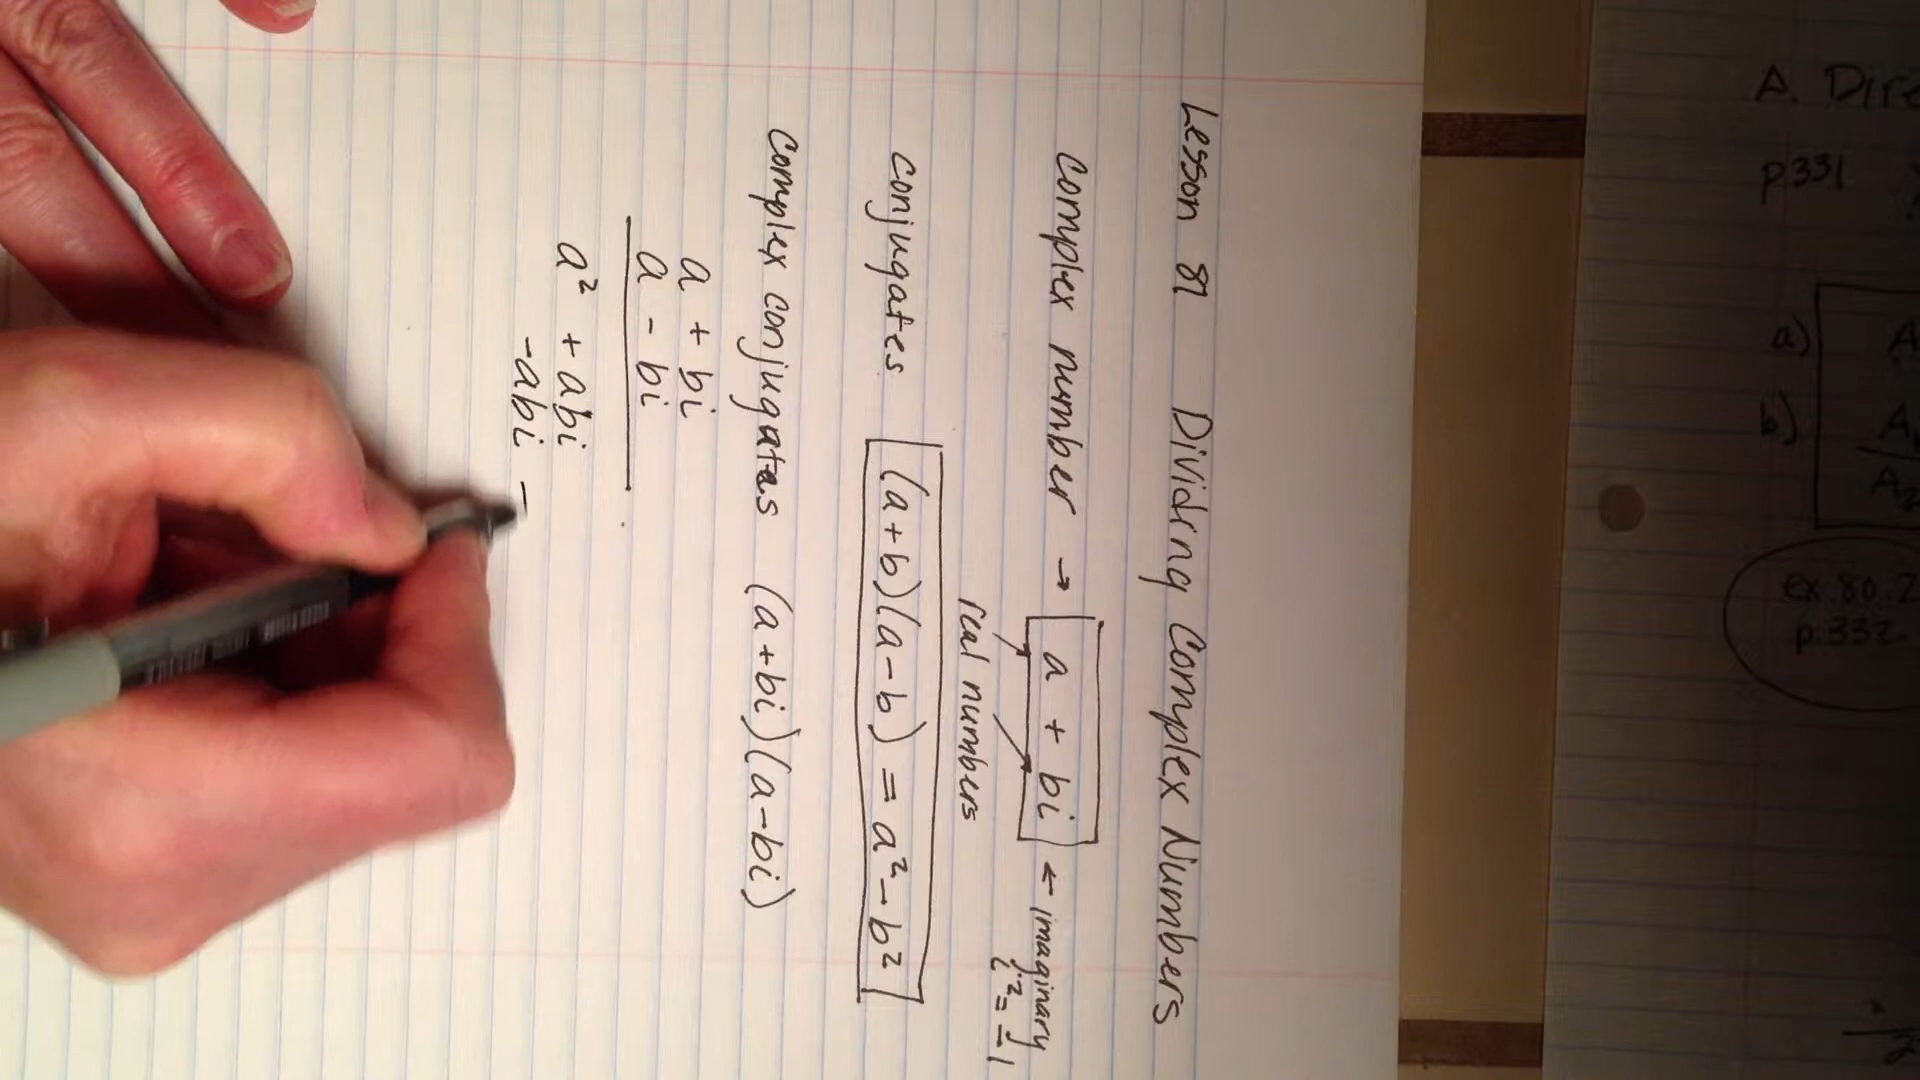 Lesson 81 Dividing Complex Numbers
Complex number → a + bi ← imaginary
i² = -1
real numbers
Conjugates (a+b)(a-b) = a² - b²
Complex conjugates (a+bi)(a-bi)
a + bi
a - bi
a² + abi
-abi -
A. Dire
p 331
a) A
b) A
A₂
ex. 80.2
p. 332